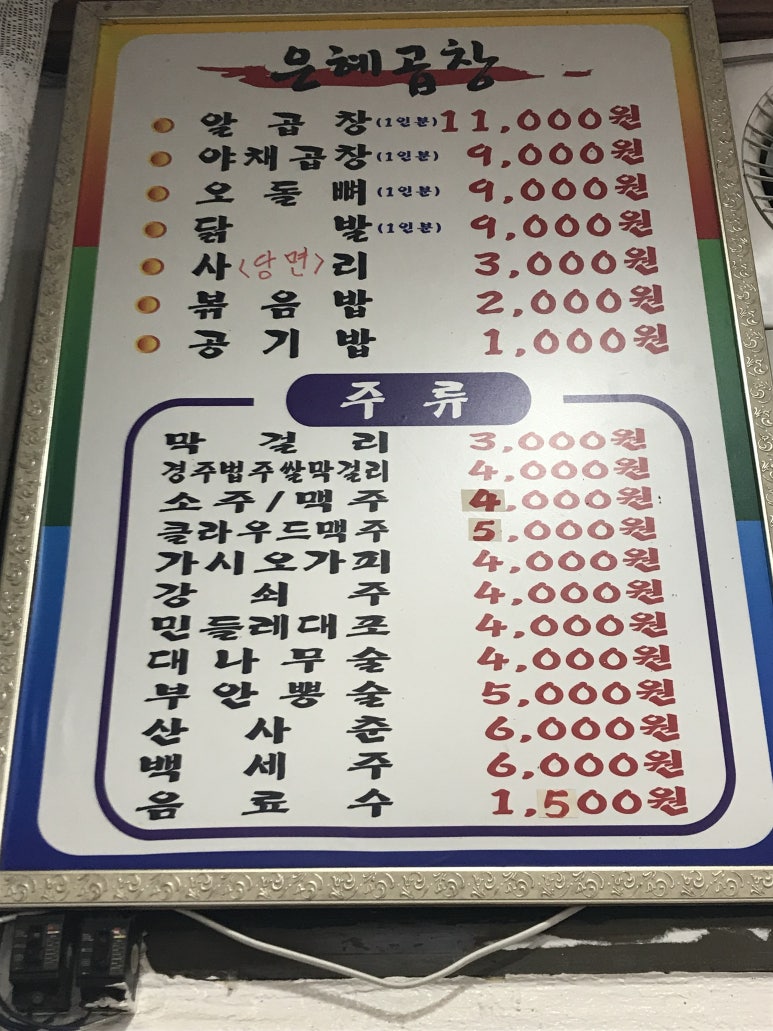 은혜곱창
알곱창(1인분) 11,000원
야채곱창(1인분) 9,000원
오돌뼈(1인분) 9,000원
닭발(1인분) 9,000원
사<당면>리 3,000원
볶음밥 2,000원
공기밥 1,000원
주류
막걸리 3,000원
경주법주쌀막걸리 4,000원
소주/맥주 4,000원
클라우드맥주 5,000원
가시오가피 4,000원
강쇠주 4,000원
민들레대포 4,000원
대나무술 4,000원
부안뽕술 5,000원
산사춘 6,000원
백세주 6,000원
음료수 1,500원